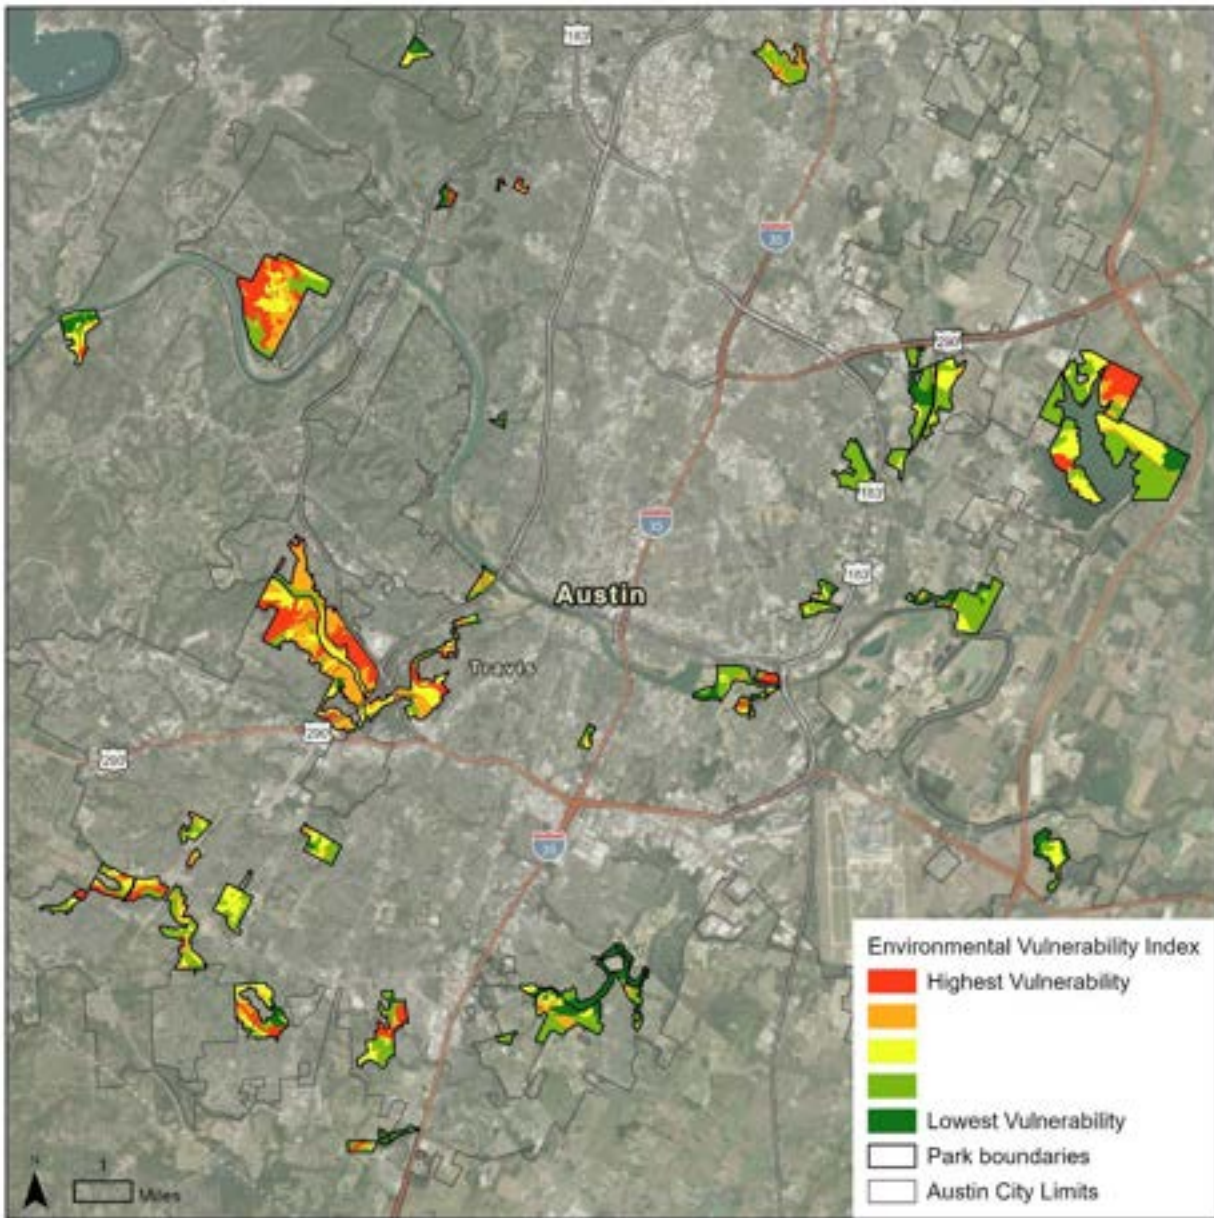 183
35
290
183
35
183
Austin
Travis
290
290
35
Environmental Vulnerability Index
Highest Vulnerability
Lowest Vulnerability
Park boundaries
Austin City Limits
N
1
Miles